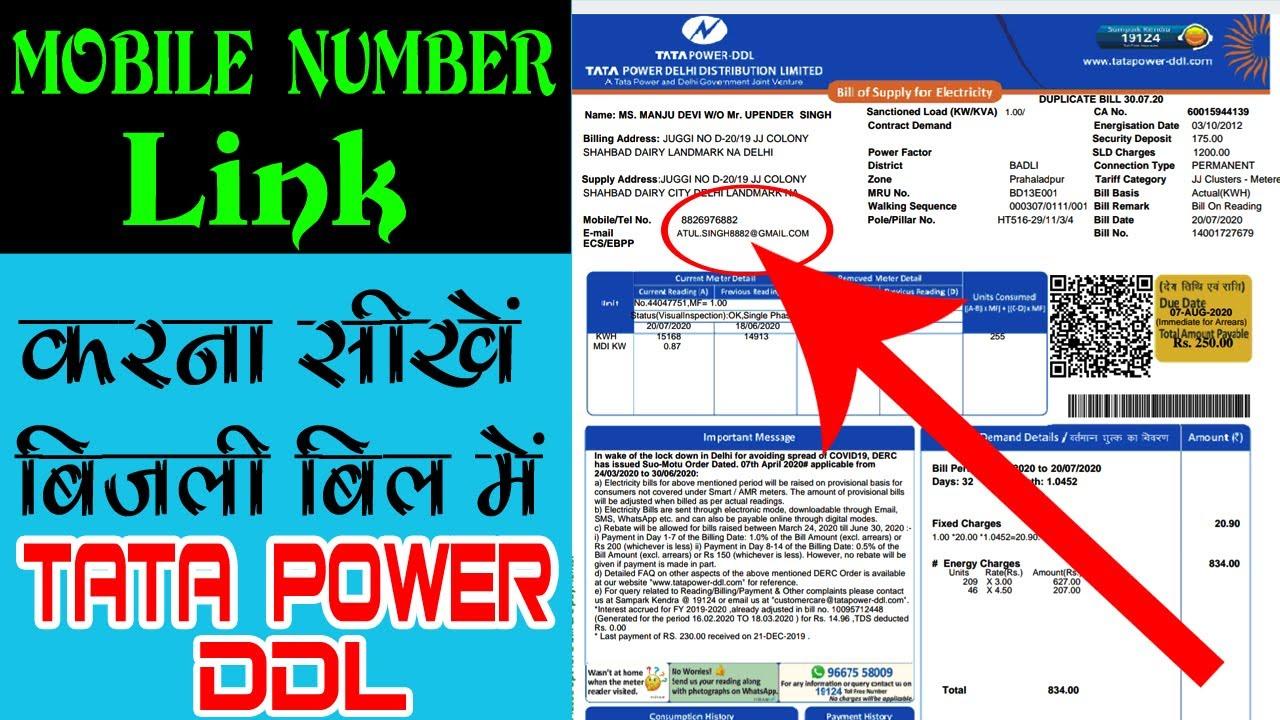 MOBILE NUMBER
Link
करना सीखें
बिजली बिल में
TATA POWER
DDL
TATA POWER-DDL
TATA POWER DELHI DISTRIBUTION LIMITED
A Tata Power and Delhi Government Joint Venture
Sampark Kendra
19124
www.tatapower-ddl.com
Bill of Supply for Electricity
DUPLICATE BILL 30.07.20
Name: MS. MANJU DEVI W/O Mr. UPENDER SINGH
Billing Address: JUGGI NO D-20/19 JJ COLONY
SHAHBAD DAIRY LANDMARK NA DELHI
Supply Address:JUGGI NO D-20/19 JJ COLONY
SHAHBAD DAIRY CITY DELHI LANDMARK NA
Mobile/Tel No. 8826976882
E-mail ATUL.SINGH8882@GMAIL.COM
ECS/EBPP
Sanctioned Load (KW/KVA) 1.00/
Contract Demand
Power Factor
District BADLI
Zone Prahaladpur
MRU No. BD13E001
Walking Sequence 000307/0111/001
Pole/Pillar No. HT516-29/11/3/4
CA No. 60015944139
Energisation Date 03/10/2012
Security Deposit 175.00
SLD Charges 1200.00
Connection Type PERMANENT
Tariff Category JJ Clusters - Metere
Bill Basis Actual(KWH)
Bill Remark Bill On Reading
Bill Date 20/07/2020
Bill No. 14001727679
Current Meter Detail
Removed Meter Detail
Unit
Current Reading (A) Previous Readin
Previous Reading (D)
Units Consumed
[(A-B) x MF] + [(C-D) x MF]
No.44047751,MF= 1.00
Status(VisualInspection):OK,Single Phas
20/07/2020 18/06/2020
KWH 15168 14913 255
MDI KW 0.87
(देय तिथि एवं राशि)
Due Date
07-AUG-2020
(Immediate for Arrears)
Total Amount Payable
Rs. 250.00
Important Message
In wake of the lock down in Delhi for avoiding spread of COVID19, DERC
has issued Suo-Motu Order Dated. 07th April 2020# applicable from
24/03/2020 to 30/06/2020:
a) Electricity bills for above mentioned period will be raised on provisional basis for
consumers not covered under Smart / AMR meters. The amount of provisional bills
will be adjusted when billed as per actual readings.
b) Electricity Bills are sent through electronic mode, downloadable through Email,
SMS, WhatsApp etc. and can also be payable online through digital modes.
c) Rebate will be allowed for bills raised between March 24, 2020 till June 30, 2020 :-
i) Payment in Day 1-7 of the Billing Date: 1.0% of the Bill Amount (excl. arrears) or
Rs 200 (whichever is less) ii) Payment in Day 8-14 of the Billing Date: 0.5% of the
Bill Amount (excl. arrears) or Rs 150 (whichever is less). However, no rebate will be
given if payment is made in part.
d) Detailed FAQ on other aspects of the above mentioned DERC Order is available
at our website "www.tatapower-ddl.com" for reference.
e) For query related to Reading/Billing/Payment & Other complaints please contact
us at Sampark Kendra @ 19124 or email us at "customercare@tatapower-ddl.com".
*Interest accrued for FY 2019-2020 ,already adjusted in bill no. 10095712448
(Generated for the period 16.02.2020 TO 18.03.2020 ) for Rs. 14.96 ,TDS deducted
Rs. 0.00
* Last payment of RS. 230.00 received on 21-DEC-2019 .
Demand Details / वर्तमान शुल्क का विवरण Amount (₹)
Bill Per 2020 to 20/07/2020
Days: 32 th: 1.0452
Fixed Charges 20.90
1.00 *20.00 *1.0452=20.90
# Energy Charges 834.00
Units Rate(Rs.) Amount(Rs
209 X 3.00 627.00
46 X 4.50 207.00
Total 834.00
Wasn't at home
when the meter
reader visited.
No Worries!
Send us your reading along
with photographs on WhatsApp.
96675 58009
For any information or query contact us on
19124 Toll Free Number
No charges will be applicable
Consumption History
Payment History